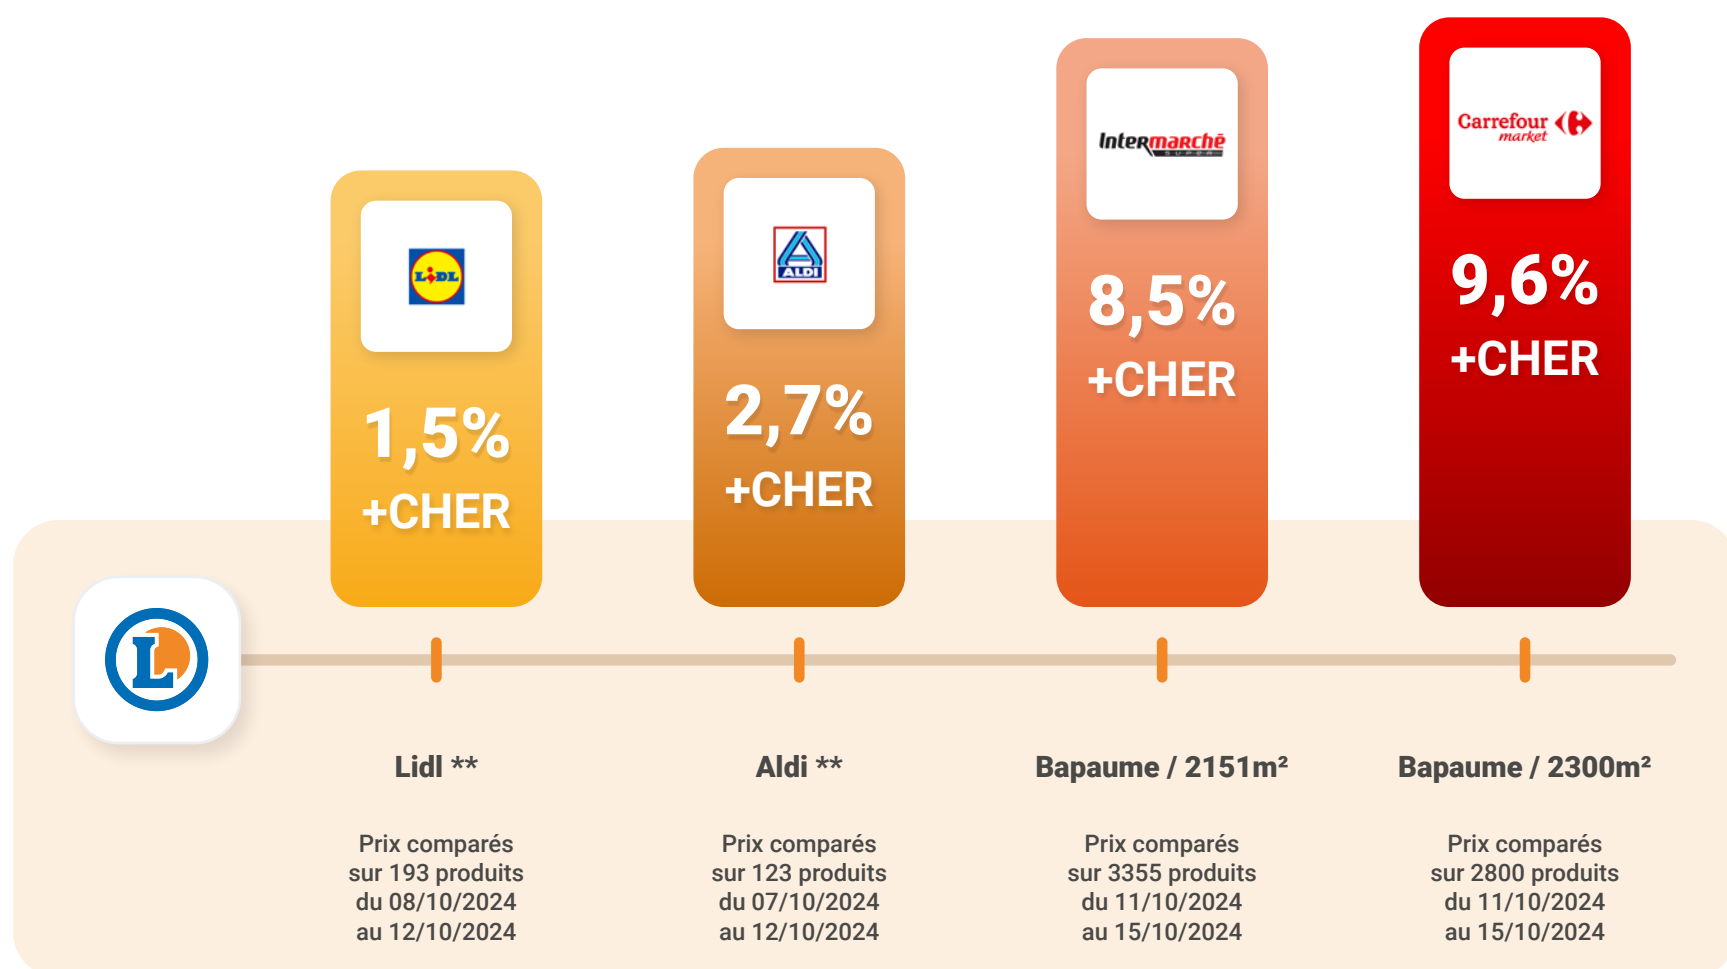 LIDL
1,5%
+CHER
ALDI
2,7%
+CHER
Intermarchē
SUPER
8,5%
+CHER
Carrefour
market
9,6%
+CHER
L
Lidl **
Prix comparés
sur 193 produits
du 08/10/2024
au 12/10/2024
Aldi **
Prix comparés
sur 123 produits
du 07/10/2024
au 12/10/2024
Bapaume / 2151m²
Prix comparés
sur 3355 produits
du 11/10/2024
au 15/10/2024
Bapaume / 2300m²
Prix comparés
sur 2800 produits
du 11/10/2024
au 15/10/2024